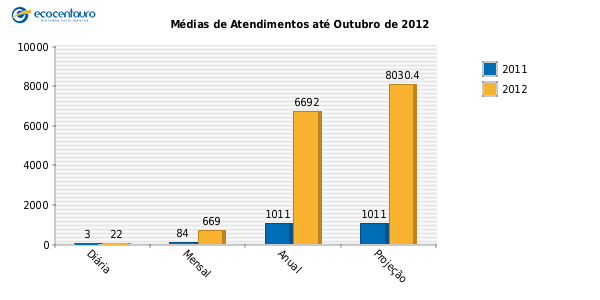 ecocentauro
Médias de Atendimentos até Outubro de 2012
10000
8000
6000
4000
2000
0
3
22
84
669
1011
6692
1011
8030.4
Diária
Mensal
Anual
Projeção
2011
2012